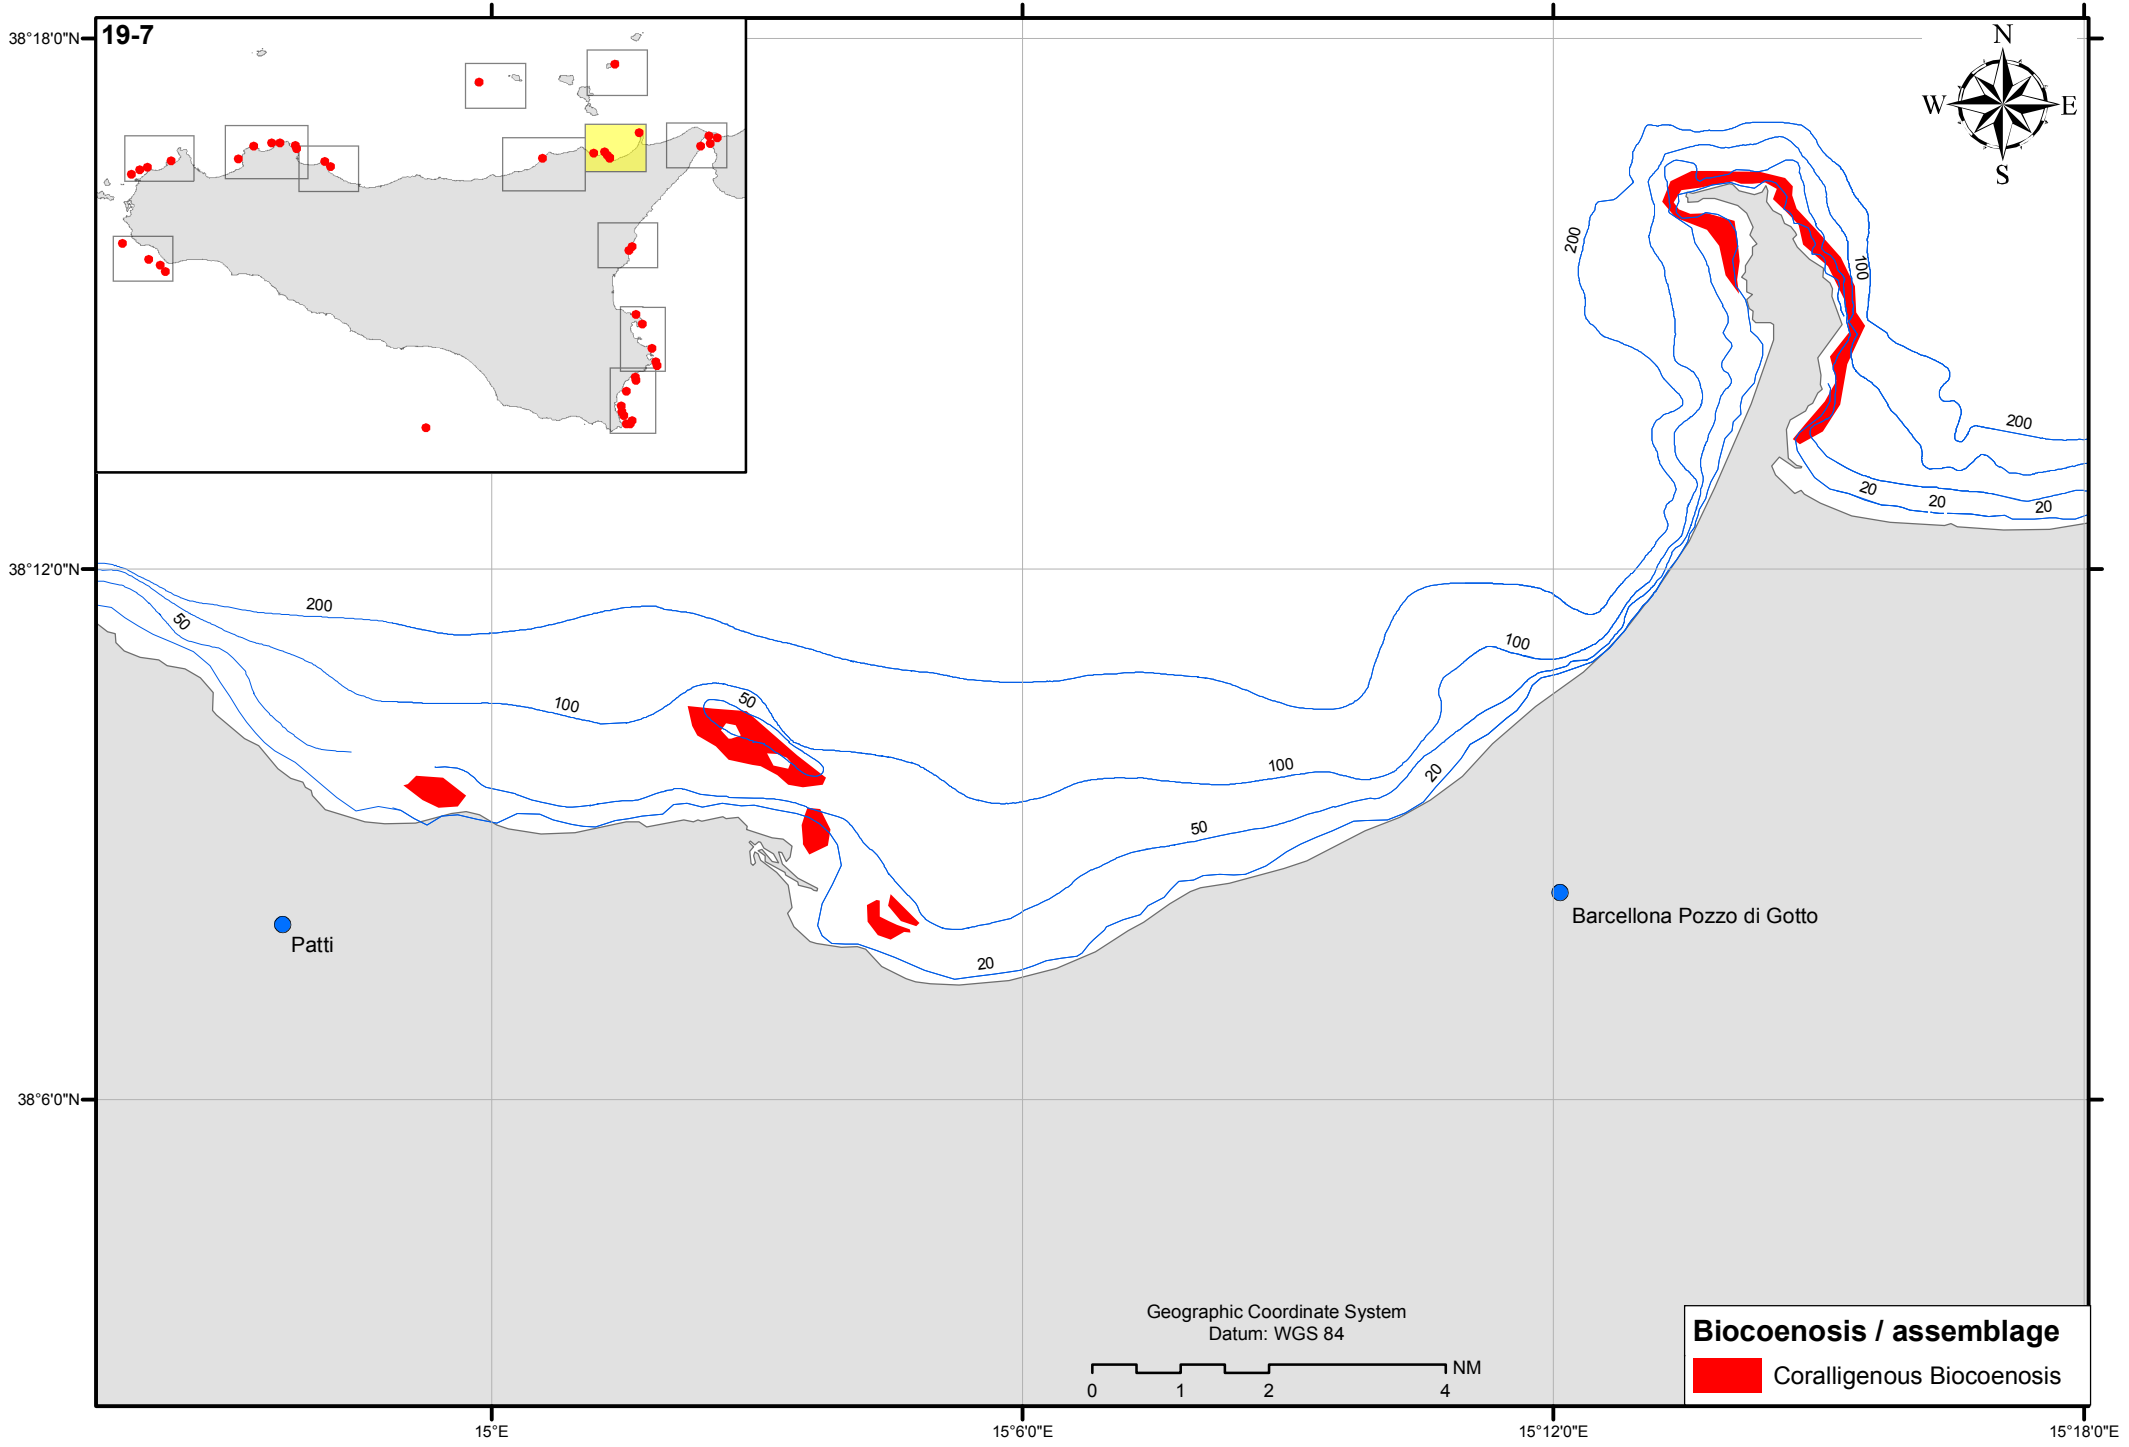 38°18'0"N
19-7
N
W
E
S
200
100
200
20
20
20
38°12'0"N
200
50
100
100
50
100
20
50
Barcellona Pozzo di Gotto
Patti
20
38°6'0"N
Geographic Coordinate System
Datum: WGS 84
NM
0
1
2
4
Biocoenosis / assemblage
Coralligenous Biocoenosis
15°E
15°6'0"E
15°12'0"E
15°18'0"E